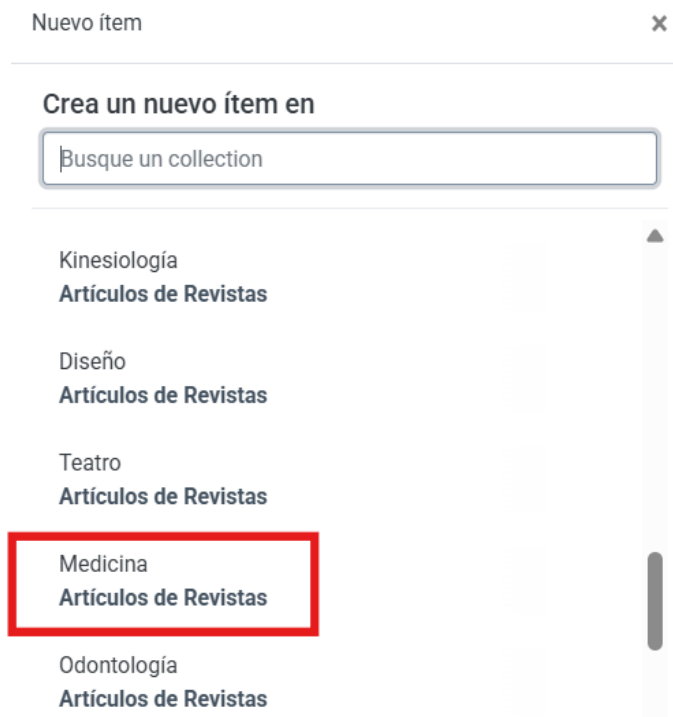 Nuevo ítem
×
Crea un nuevo ítem en
Busque un collection
Kinesiología
Artículos de Revistas
Diseño
Artículos de Revistas
Teatro
Artículos de Revistas
Medicina
Artículos de Revistas
Odontología
Artículos de Revistas